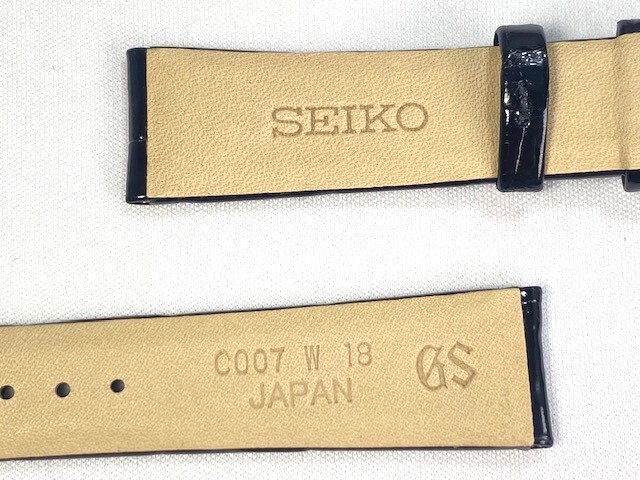 SEIKO
C007 W 18
JAPAN
GS